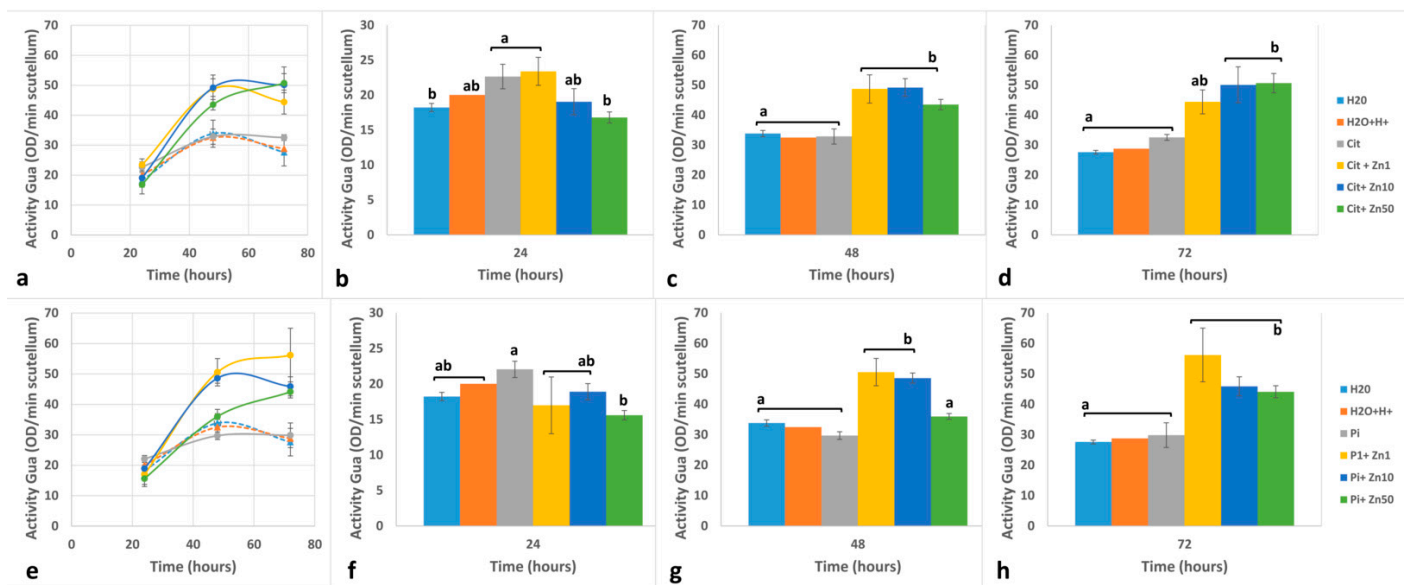 Activity Gua (OD/min scutellum)
70
60
50
40
30
20
10
0
0 20 40 60 80
Time (hours)
a
Activity Gua (OD/min scutellum)
30
25
20
15
10
5
0
b
ab
a
ab
b
24
Time (hours)
b
Activity Gua (OD/min scutellum)
70
60
50
40
30
20
10
0
a
b
48
Time (hours)
c
Activity Gua (OD/min scutellum)
70
60
50
40
30
20
10
0
a
ab
b
72
Time (hours)
d
H20
H2O+H+
Cit
Cit + Zn1
Cit+ Zn10
Cit+ Zn50
Activity Gua (OD/min scutellum)
70
60
50
40
30
20
10
0
0 20 40 60 80
Time (hours)
e
Activity Gua (OD/min scutellum)
30
25
20
15
10
5
0
ab
a
ab
b
24
Time (hours)
f
Activity Gua (OD/min scutellum)
70
60
50
40
30
20
10
0
a
b
a
48
Time (hours)
g
Activity Gua (OD/min scutellum)
70
60
50
40
30
20
10
0
a
b
72
Time (hours)
h
H20
H2O+H+
Pi
P1+ Zn1
Pi+ Zn10
Pi+ Zn50